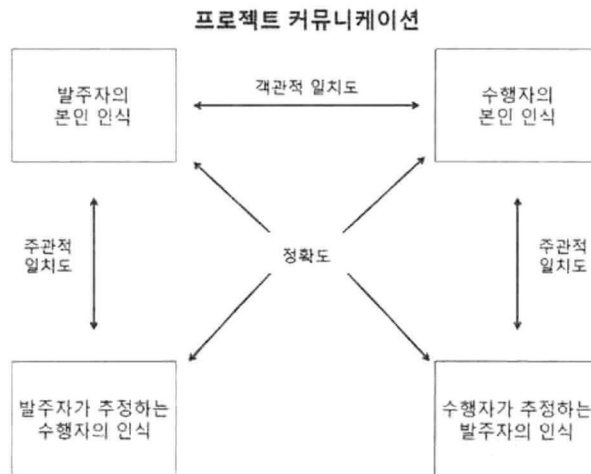 프로젝트 커뮤니케이션
발주자의
본인 인식
객관적 일치도
수행자의
본인 인식
주관적
일치도
정확도
주관적
일치도
발주자가 추정하는
수행자의 인식
수행자가 추정하는
발주자의 인식